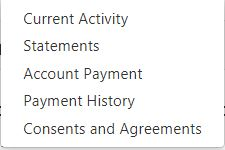 Current Activity
Statements
Account Payment
Payment History
Consents and Agreements